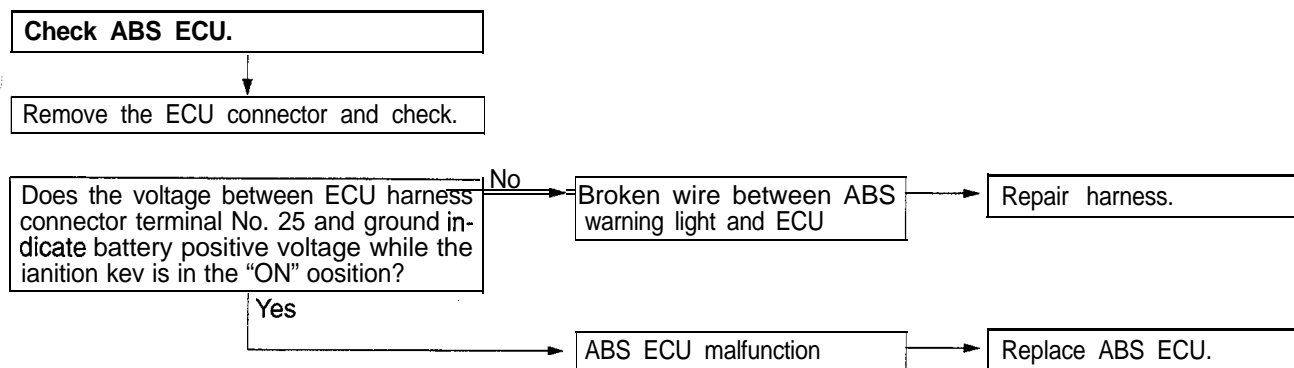 Check ABS ECU.
Remove the ECU connector and check.
Does the voltage between ECU harness
connector terminal No. 25 and ground in-
dicate battery positive voltage while the
ianition kev is in the “ON” oosition?
No
Broken wire between ABS
warning light and ECU
Repair harness.
Yes
ABS ECU malfunction
Replace ABS ECU.